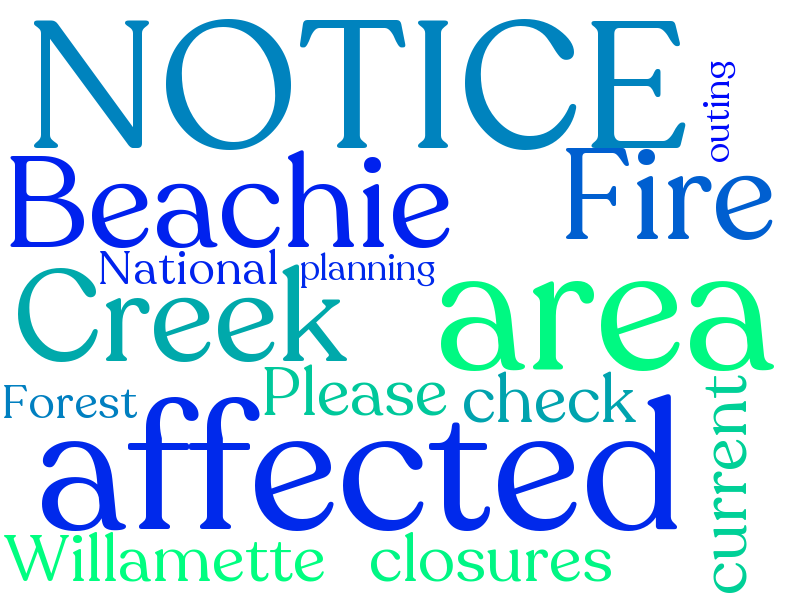 NOTICE
outing
Beachie Fire
National planning
Creek area
Forest Please check
current
affected
Willamette closures